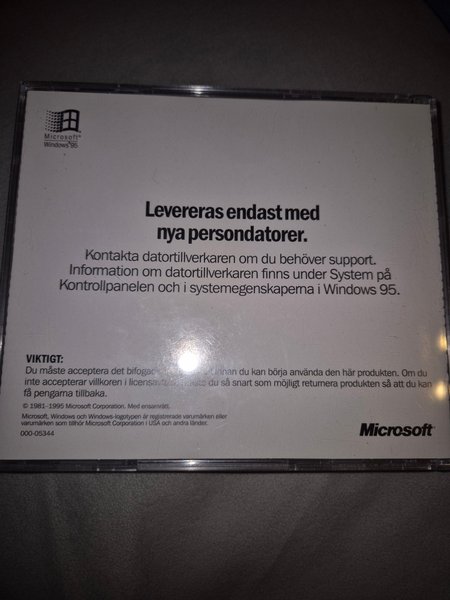 Microsoft®
Windows®95
Levereras endast med
nya persondatorer.
Kontakta datortillverkaren om du behöver support.
Information om datortillverkaren finns under System på
Kontrollpanelen och i systemegenskaperna i Windows 95.
VIKTIGT:
Du måste acceptera det bifogade innan du kan börja använda den här produkten. Om du
inte accepterar villkoren i du så snart som möjligt returnera produkten så att du kan
få pengarna tillbaka.
© 1981–1995 Microsoft Corporation. Med ensamrätt.
Microsoft, Windows och Windows-logotypen är registrerade varumärken eller
varumärken som tillhör Microsoft Corporation i USA och andra länder.
000-05344
Microsoft®